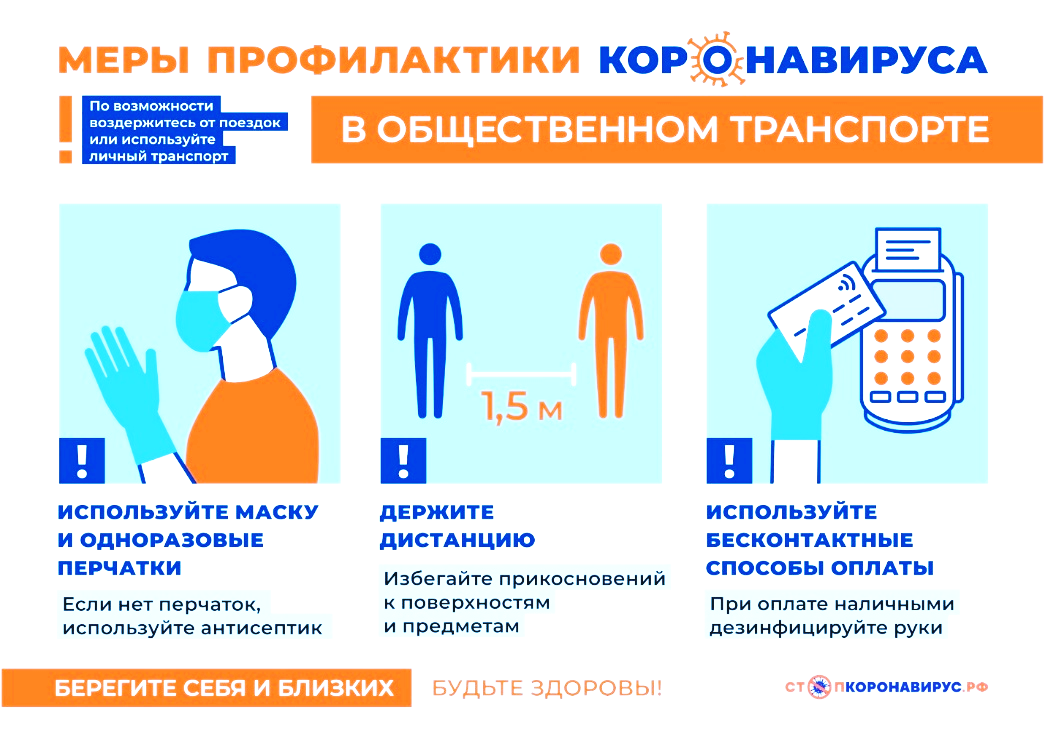 МЕРЫ ПРОФИЛАКТИКИ КОРОНАВИРУСА
По возможности
воздержитесь от поездок
или используйте
личный транспорт
В ОБЩЕСТВЕННОМ ТРАНСПОРТЕ
1,5 м
ИСПОЛЬЗУЙТЕ МАСКУ
И ОДНОРАЗОВЫЕ
ПЕРЧАТКИ
Если нет перчаток,
используйте антисептик
ДЕРЖИТЕ
ДИСТАНЦИЮ
Избегайте прикосновений
к поверхностям
и предметам
ИСПОЛЬЗУЙТЕ
БЕСКОНТАКТНЫЕ
СПОСОБЫ ОПЛАТЫ
При оплате наличными
дезинфицируйте руки
БЕРЕГИТЕ СЕБЯ И БЛИЗКИХ
БУДЬТЕ ЗДОРОВЫ!
СТОПКОРОНАВИРУС.РФ